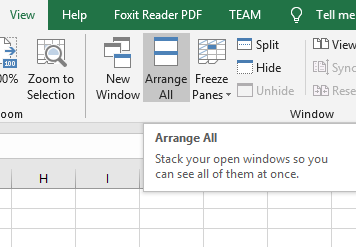 View Help Foxit Reader PDF TEAM Tell me
100
00% Zoom to Selection
New Window
Arrange All
Freeze Panes
Split
Hide
Unhide
View
Sync
Rese
oom Window
Arrange All
Stack your open windows so you
can see all of them at once.
H I